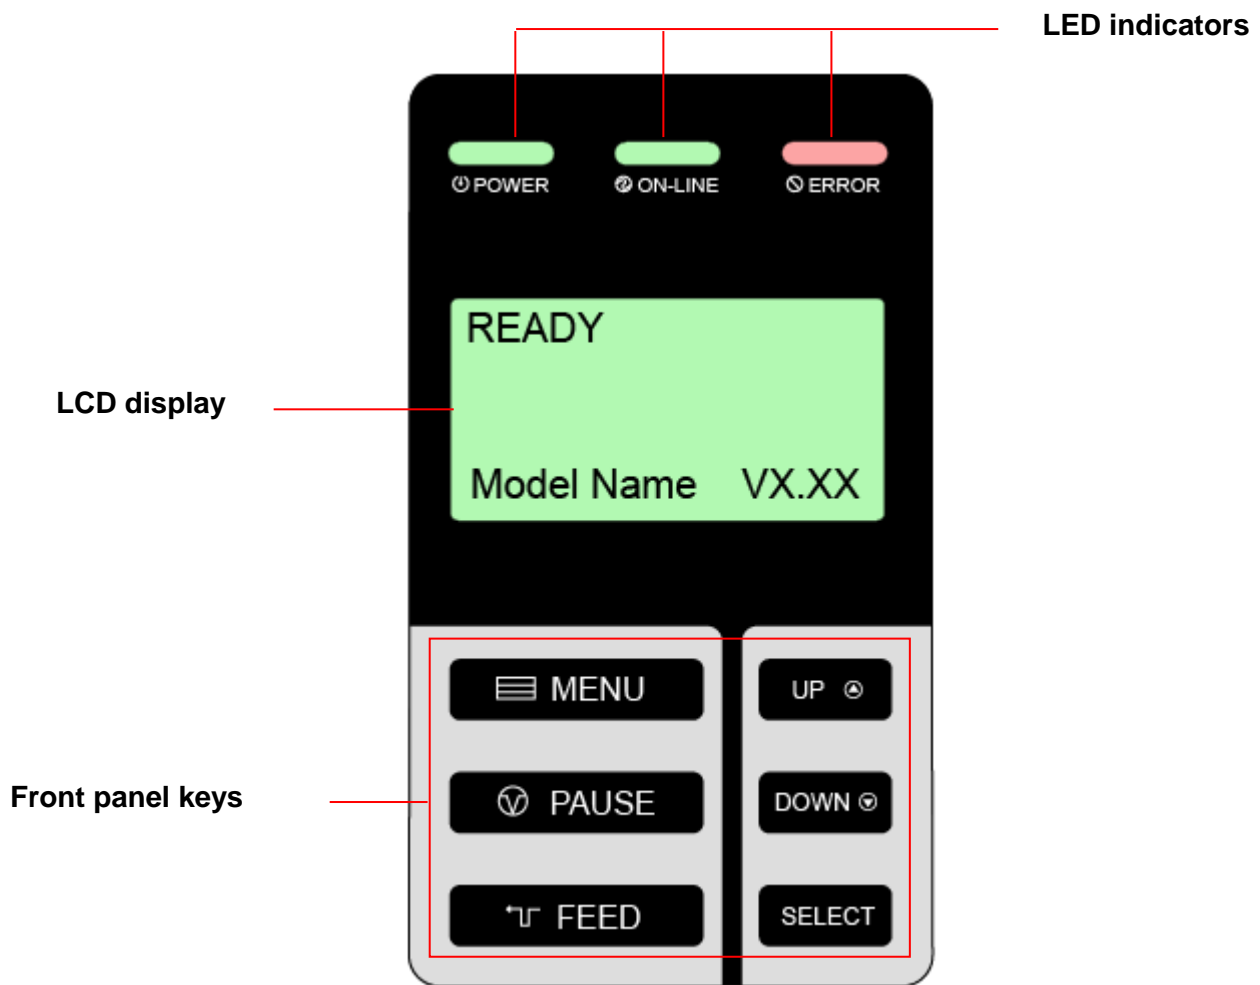 LED indicators
POWER ON-LINE ERROR
READY
LCD display
Model Name VX.XX
MENU UP
Front panel keys
PAUSE DOWN
FEED SELECT